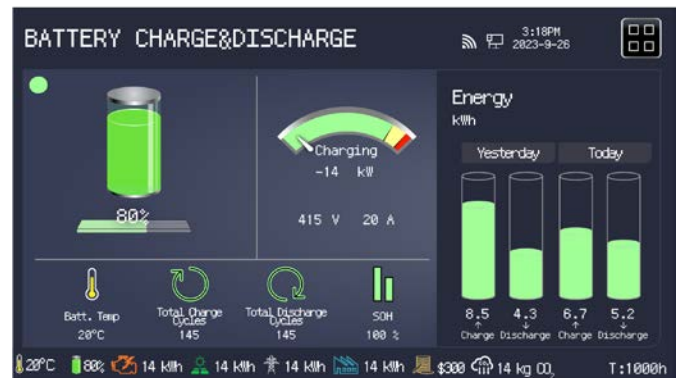 BATTERY CHARGE&DISCHARGE
3:18PM
2023-9-26
80%
Charging
-14 kW
415 V 20 A
Batt. Temp
20°C
Total Charge
Cycles
145
Total Discharge
Cycles
145
SOH
100 %
Energy
kWh
Yesterday Today
8.5 4.3 6.7 5.2
↑ ↓ ↑ ↓
Charge Discharge Charge Discharge
20°C 80% 14 kWh 14 kWh 14 kWh 14 kWh $300 CO₂ 14 kg CO₂ T:1000h